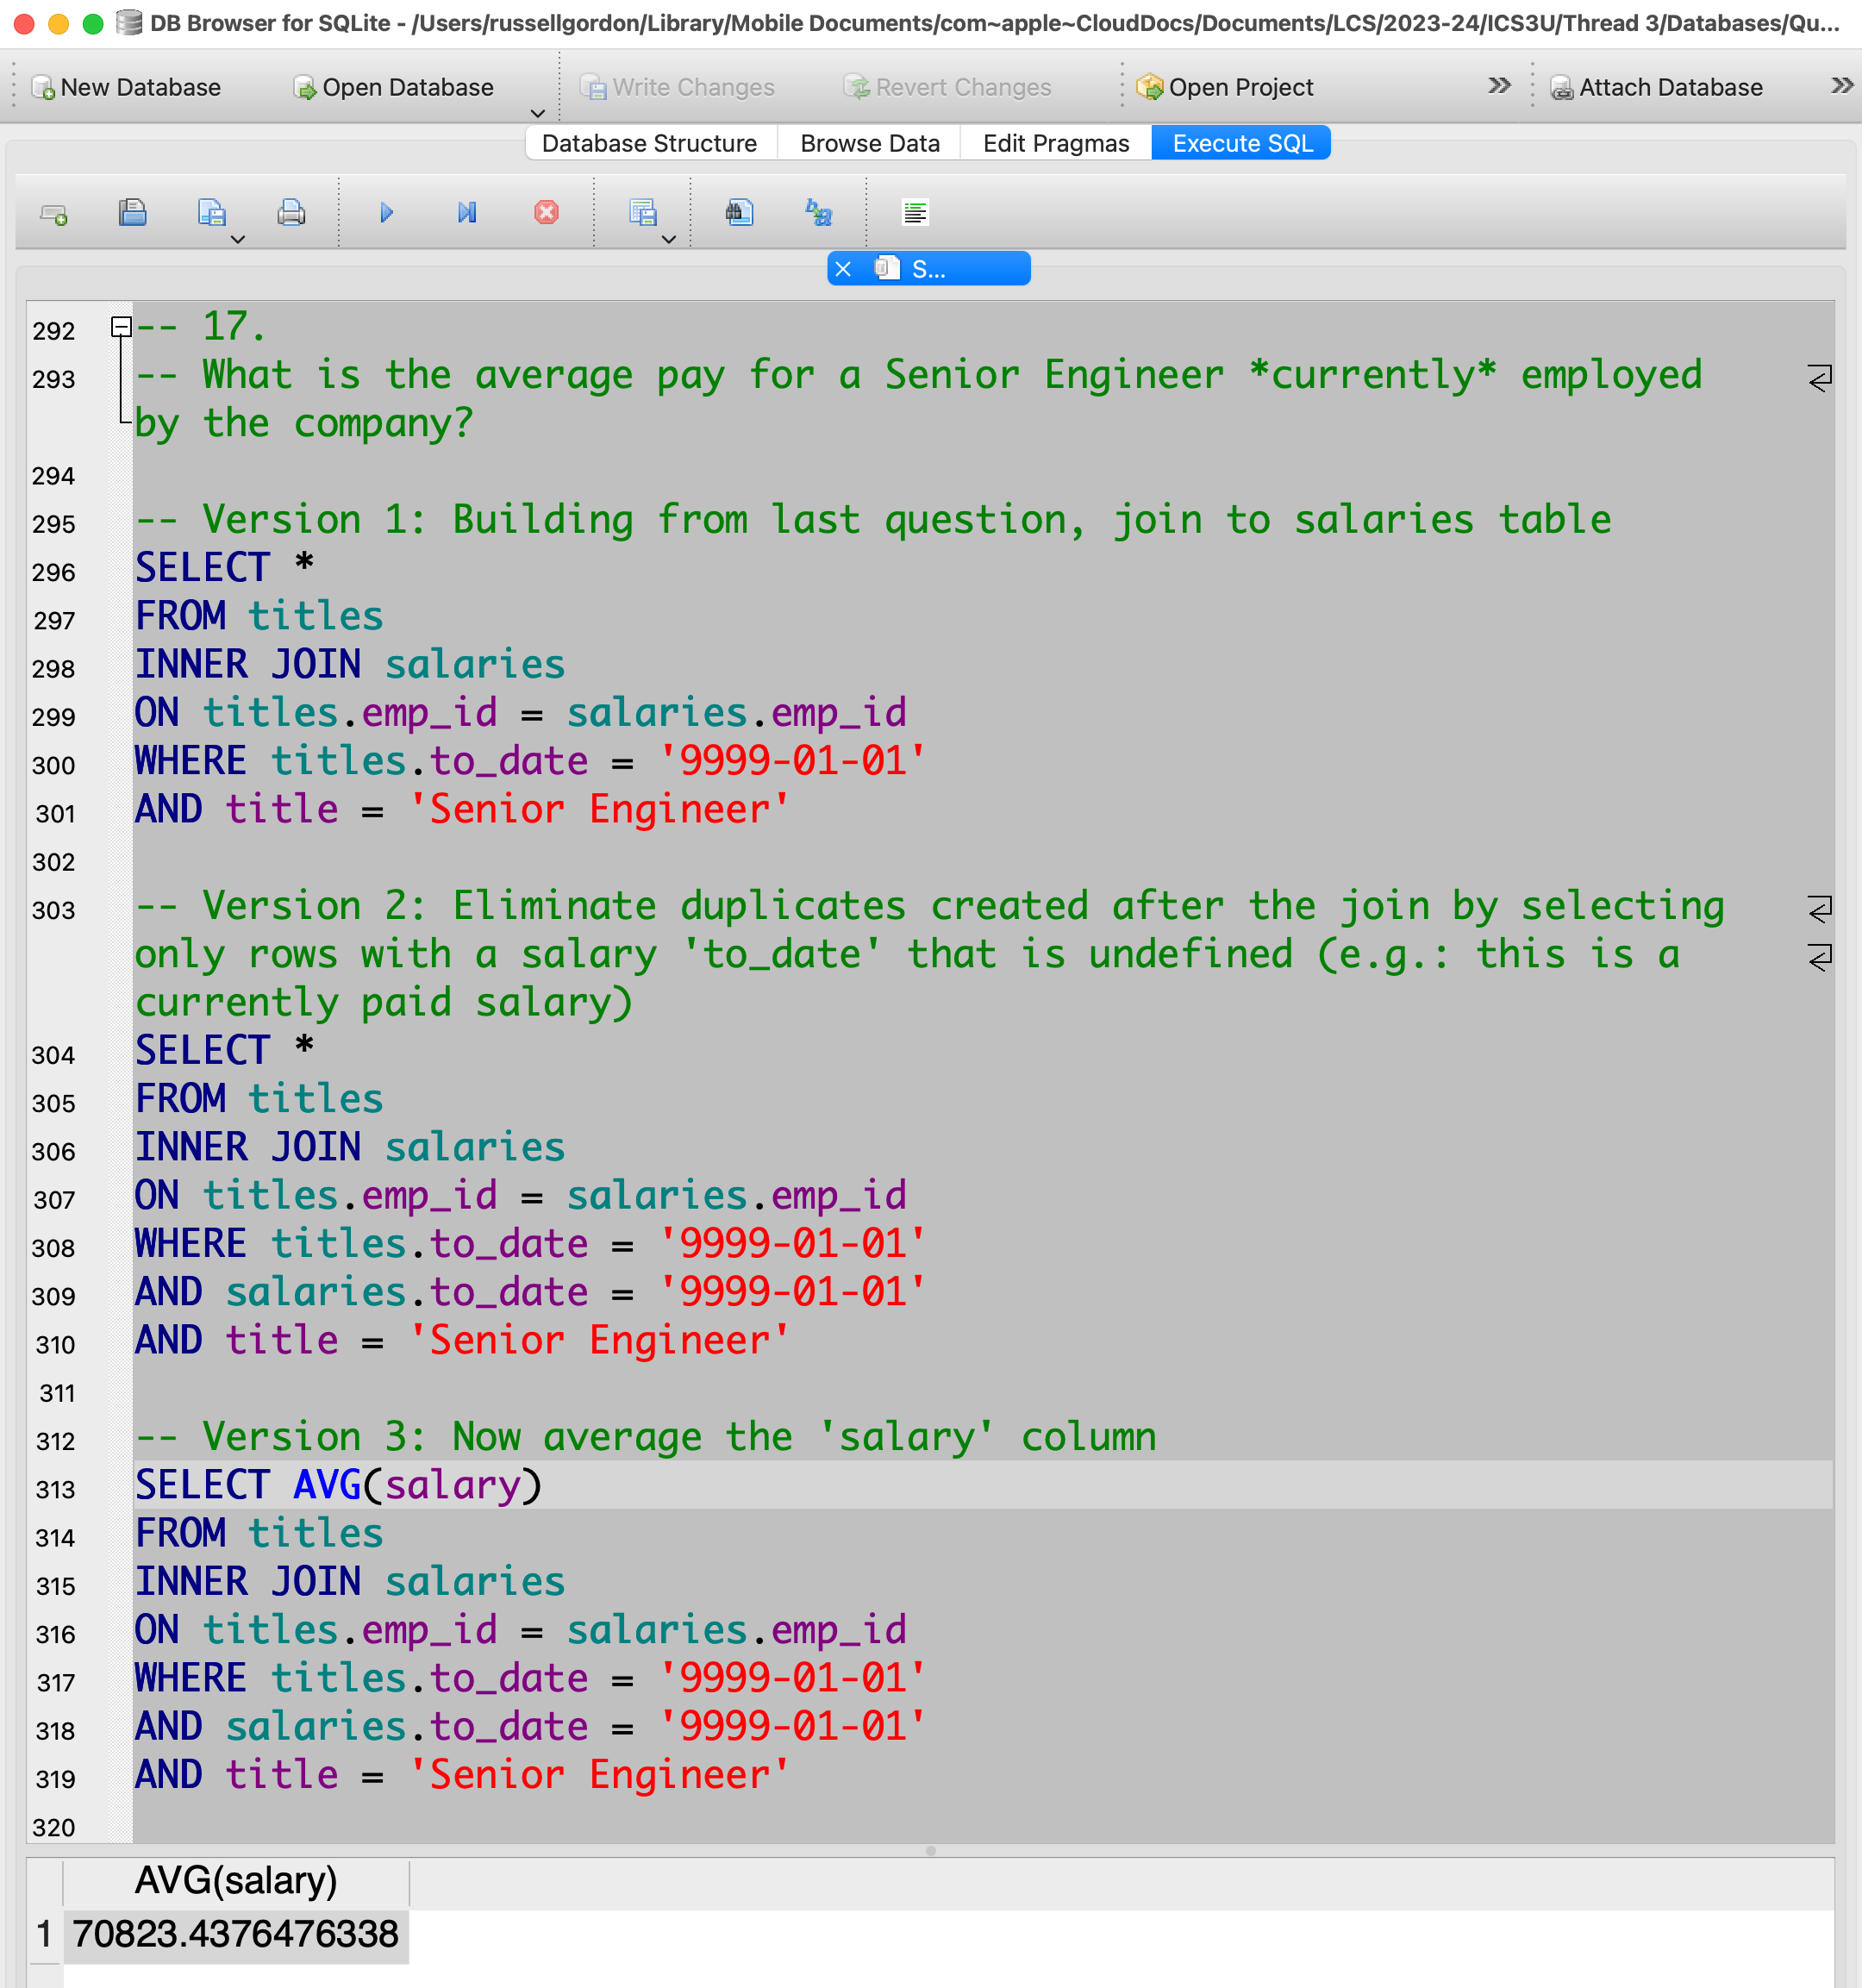 DB Browser for SQLite - /Users/russellgordon/Library/Mobile Documents/com~apple~CloudDocs/Documents/LCS/2023-24/ICS3U/Thread 3/Databases/Qu...
New Database Open Database Write Changes Revert Changes Open Project » Attach Database »
Database Structure Browse Data Edit Pragmas Execute SQL
S...
292 -- 17.
293 -- What is the average pay for a Senior Engineer *currently* employed
by the company?
294
295 -- Version 1: Building from last question, join to salaries table
296 SELECT *
297 FROM titles
298 INNER JOIN salaries
299 ON titles.emp_id = salaries.emp_id
300 WHERE titles.to_date = '9999-01-01'
301 AND title = 'Senior Engineer'
302
303 -- Version 2: Eliminate duplicates created after the join by selecting
only rows with a salary 'to_date' that is undefined (e.g.: this is a
currently paid salary)
304 SELECT *
305 FROM titles
306 INNER JOIN salaries
307 ON titles.emp_id = salaries.emp_id
308 WHERE titles.to_date = '9999-01-01'
309 AND salaries.to_date = '9999-01-01'
310 AND title = 'Senior Engineer'
311
312 -- Version 3: Now average the 'salary' column
313 SELECT AVG(salary)
314 FROM titles
315 INNER JOIN salaries
316 ON titles.emp_id = salaries.emp_id
317 WHERE titles.to_date = '9999-01-01'
318 AND salaries.to_date = '9999-01-01'
319 AND title = 'Senior Engineer'
320
AVG(salary)
1 70823.4376476338